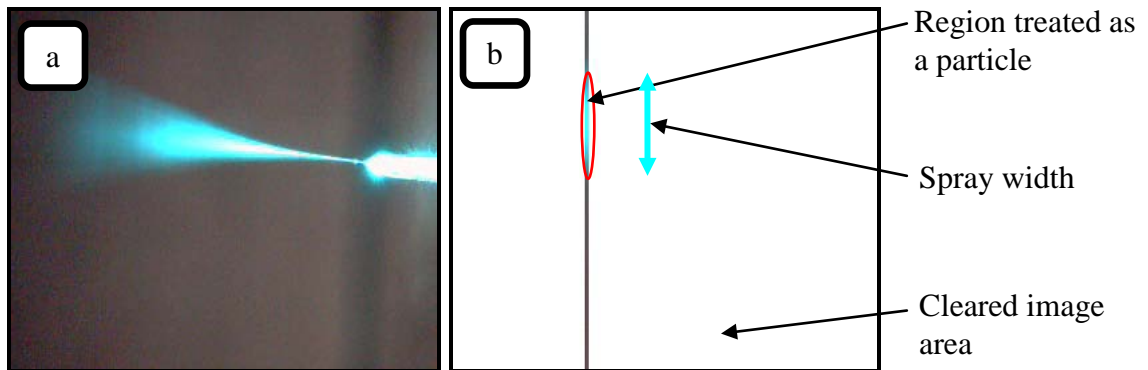 a
b
Region treated as
a particle
Spray width
Cleared image
area